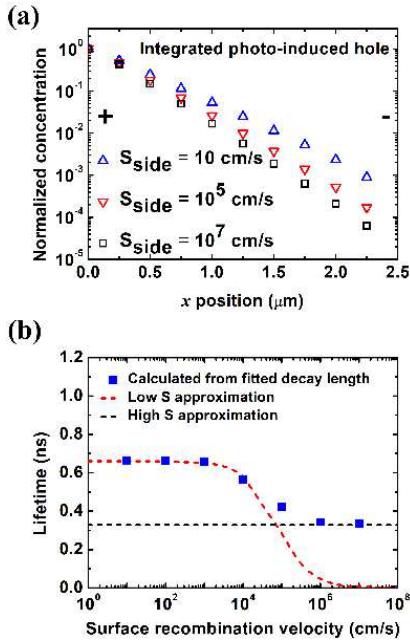 (a)
Integrated photo-induced hole
Normalized concentration
10^0
10^-1
10^-2
10^-3
10^-4
10^-5
+
-
S_side = 10 cm/s
S_side = 10^5 cm/s
S_side = 10^7 cm/s
0.0 0.5 1.0 1.5 2.0 2.5
x position (μm)
(b)
Lifetime (ns)
1.2
1.0
0.8
0.6
0.4
0.2
0.0
Calculated from fitted decay length
Low S approximation
High S approximation
10^0 10^2 10^4 10^6 10^8
Surface recombination velocity (cm/s)